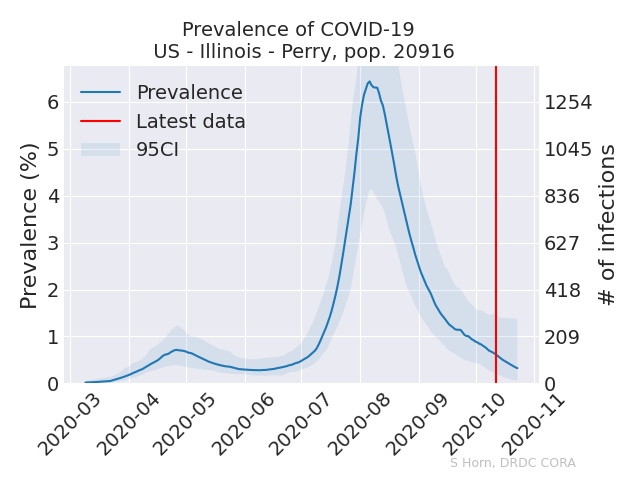 Prevalence of COVID-19
US - Illinois - Perry, pop. 20916
Prevalence
Latest data
95CI
Prevalence (%)
6
5
4
3
2
1
0
1254
1045
836
627
418
209
0
# of infections
2020-03
2020-04
2020-05
2020-06
2020-07
2020-08
2020-09
2020-10
2020-11
S Horn, DRDC CORA